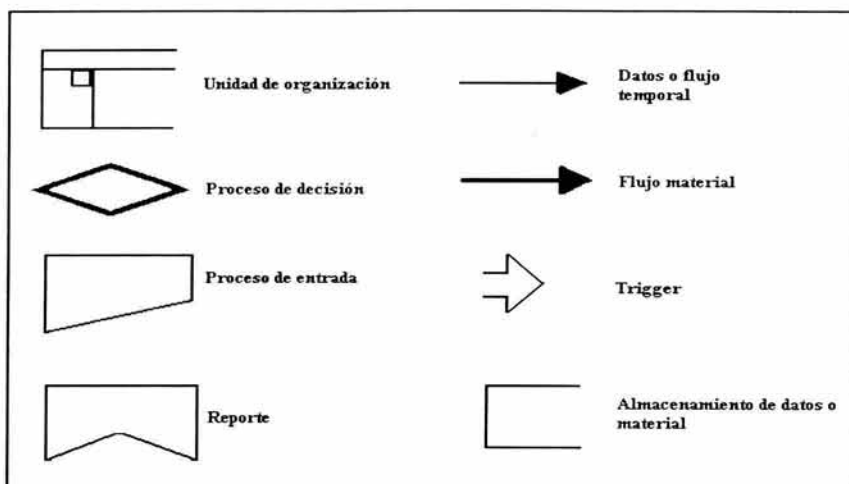 Unidad de organización
Datos o flujo
temporal
Proceso de decisión
Flujo material
Proceso de entrada
Trigger
Reporte
Almacenamiento de datos o
material